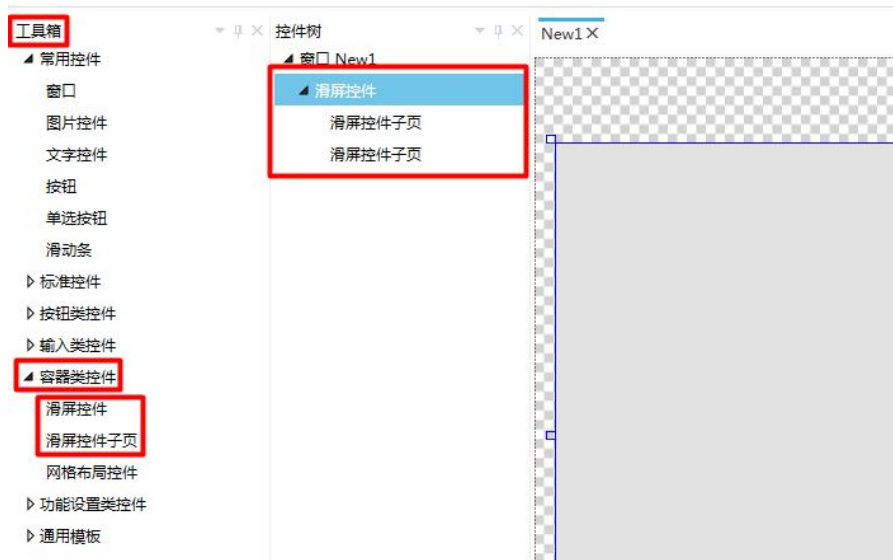 工具箱
常用控件
窗口
图片控件
文字控件
按钮
单选按钮
滑动条
标准控件
按钮类控件
输入类控件
容器类控件
滑屏控件
滑屏控件子页
网格布局控件
功能设置类控件
通用模板
控件树
窗口 New1
滑屏控件
滑屏控件子页
滑屏控件子页
New1